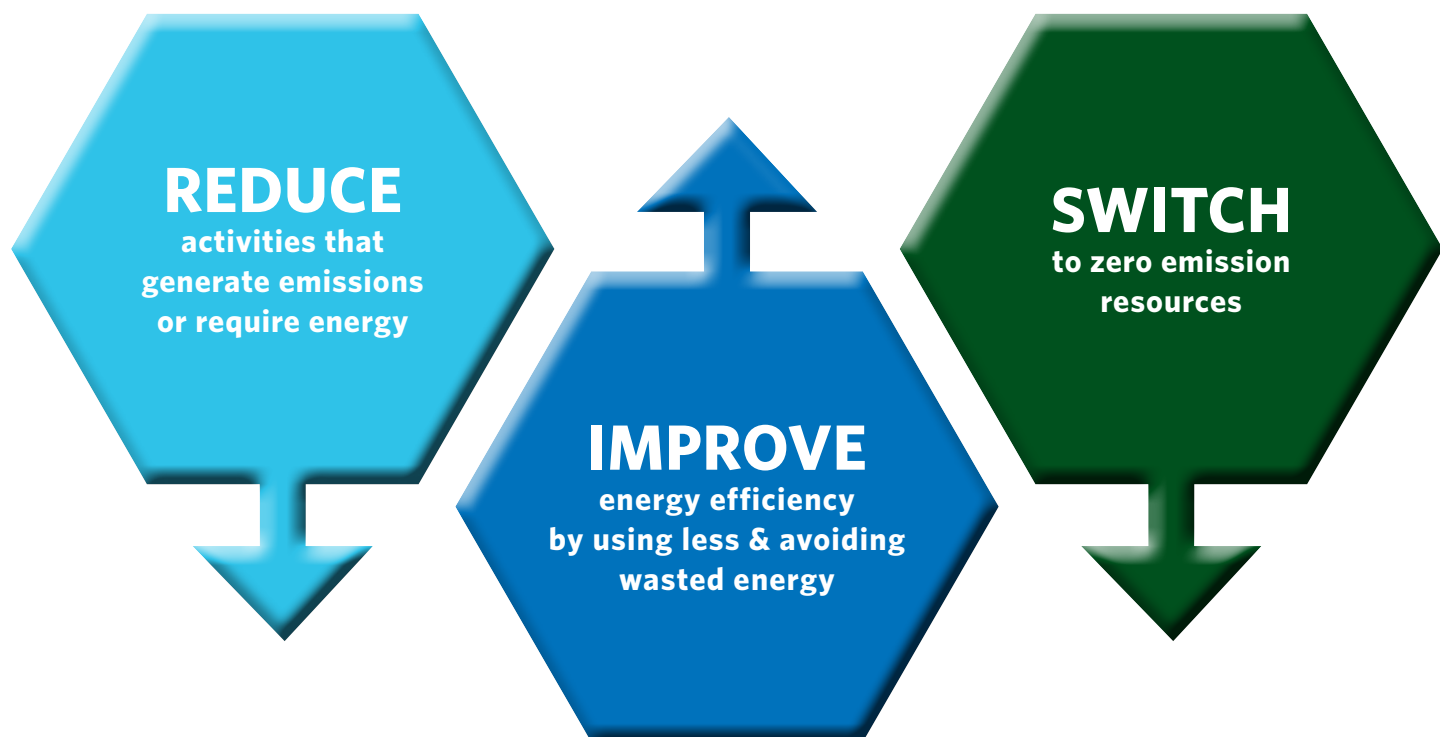 REDUCE
activities that
generate emissions
or require energy
IMPROVE
energy efficiency
by using less & avoiding
wasted energy
SWITCH
to zero emission
resources